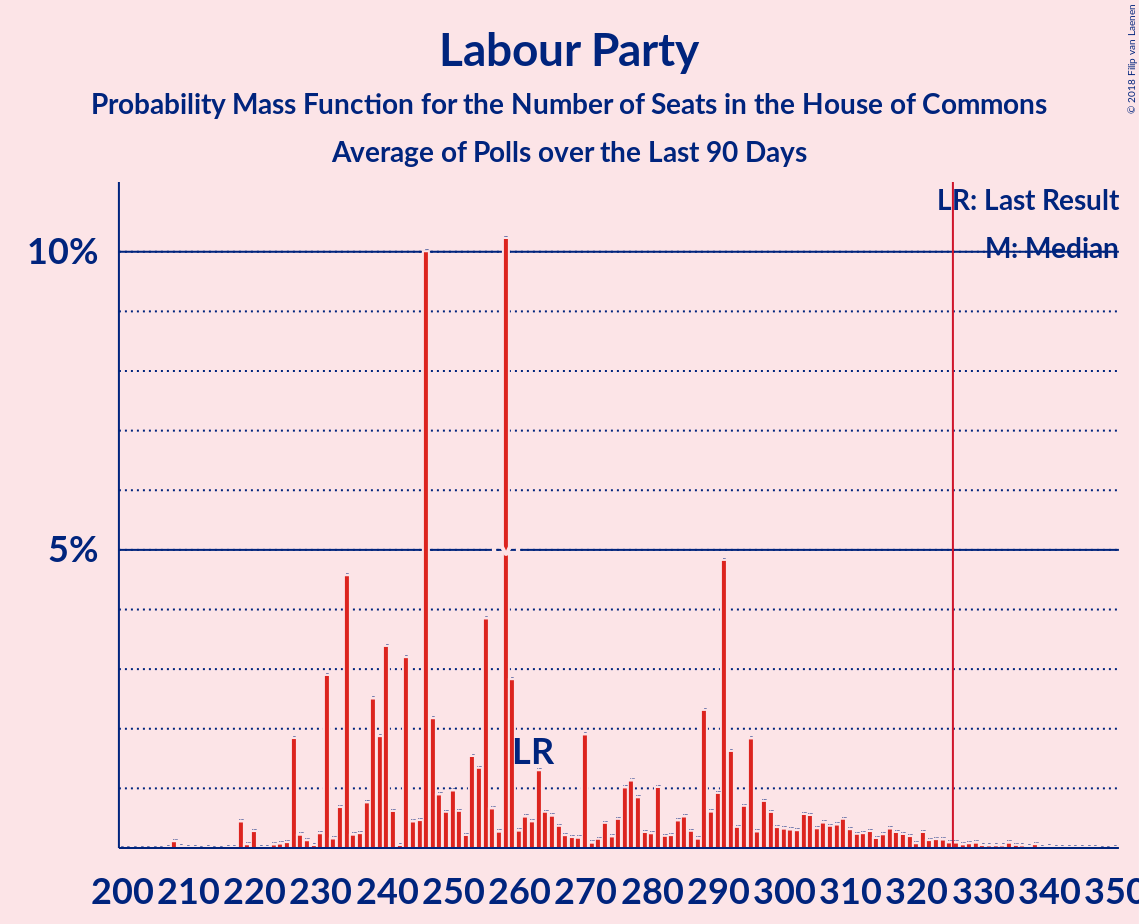 Labour Party
Probability Mass Function for the Number of Seats in the House of Commons
Average of Polls over the Last 90 Days
© 2018 Filip van Laenen
LR: Last Result
M: Median
10%
5%
LR
200 210 220 230 240 250 260 270 280 290 300 310 320 330 340 350